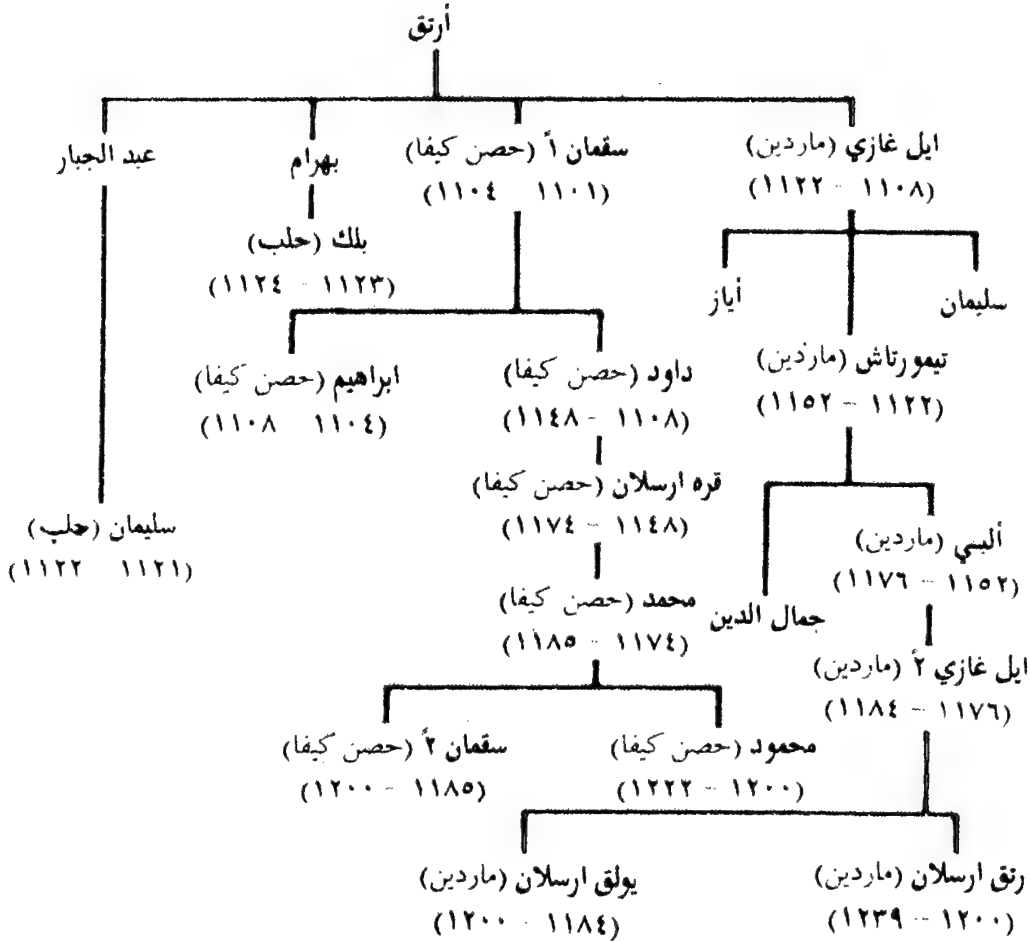 أرتق
ايل غازي (ماردين)
(١١٠٨ - ١١٢٢)
سقمان ١ً (حصن كيفا)
(١١٠١ ١١٠٤)
بهرام
عبد الجبار
بلك (حلب)
(١١٢٣ - ١١٢٤)
سليمان
أياز
تيمورتاش (ماردين)
(١١٢٢ - ١١٥٢)
داود (حصن كيفا)
(١١٠٨ - ١١٤٨)
ابراهيم (حصن كيفا)
(١١٠٤ ١١٠٨)
قره ارسلان (حصن كيفا)
(١١٤٨ - ١١٧٤)
سليمان (حلب)
(١١٢١ ١١٢٢)
ألبي (ماردين)
(١١٥٢ - ١١٧٦)
جمال الدين
محمد (حصن كيفا)
(١١٧٤ - ١١٨٥)
ايل غازي ٢ً (ماردين)
(١١٧٦ - ١١٨٤)
محمود (حصن كيفا)
(١٢٠٠ - ١٢٢٢)
سقمان ٢ً (حصن كيفا)
(١١٨٥ - ١٢٠٠)
رتق ارسلان (ماردين)
(١٢٠٠ - ١٢٣٩)
يولق ارسلان (ماردين)
(١١٨٤ - ١٢٠٠)